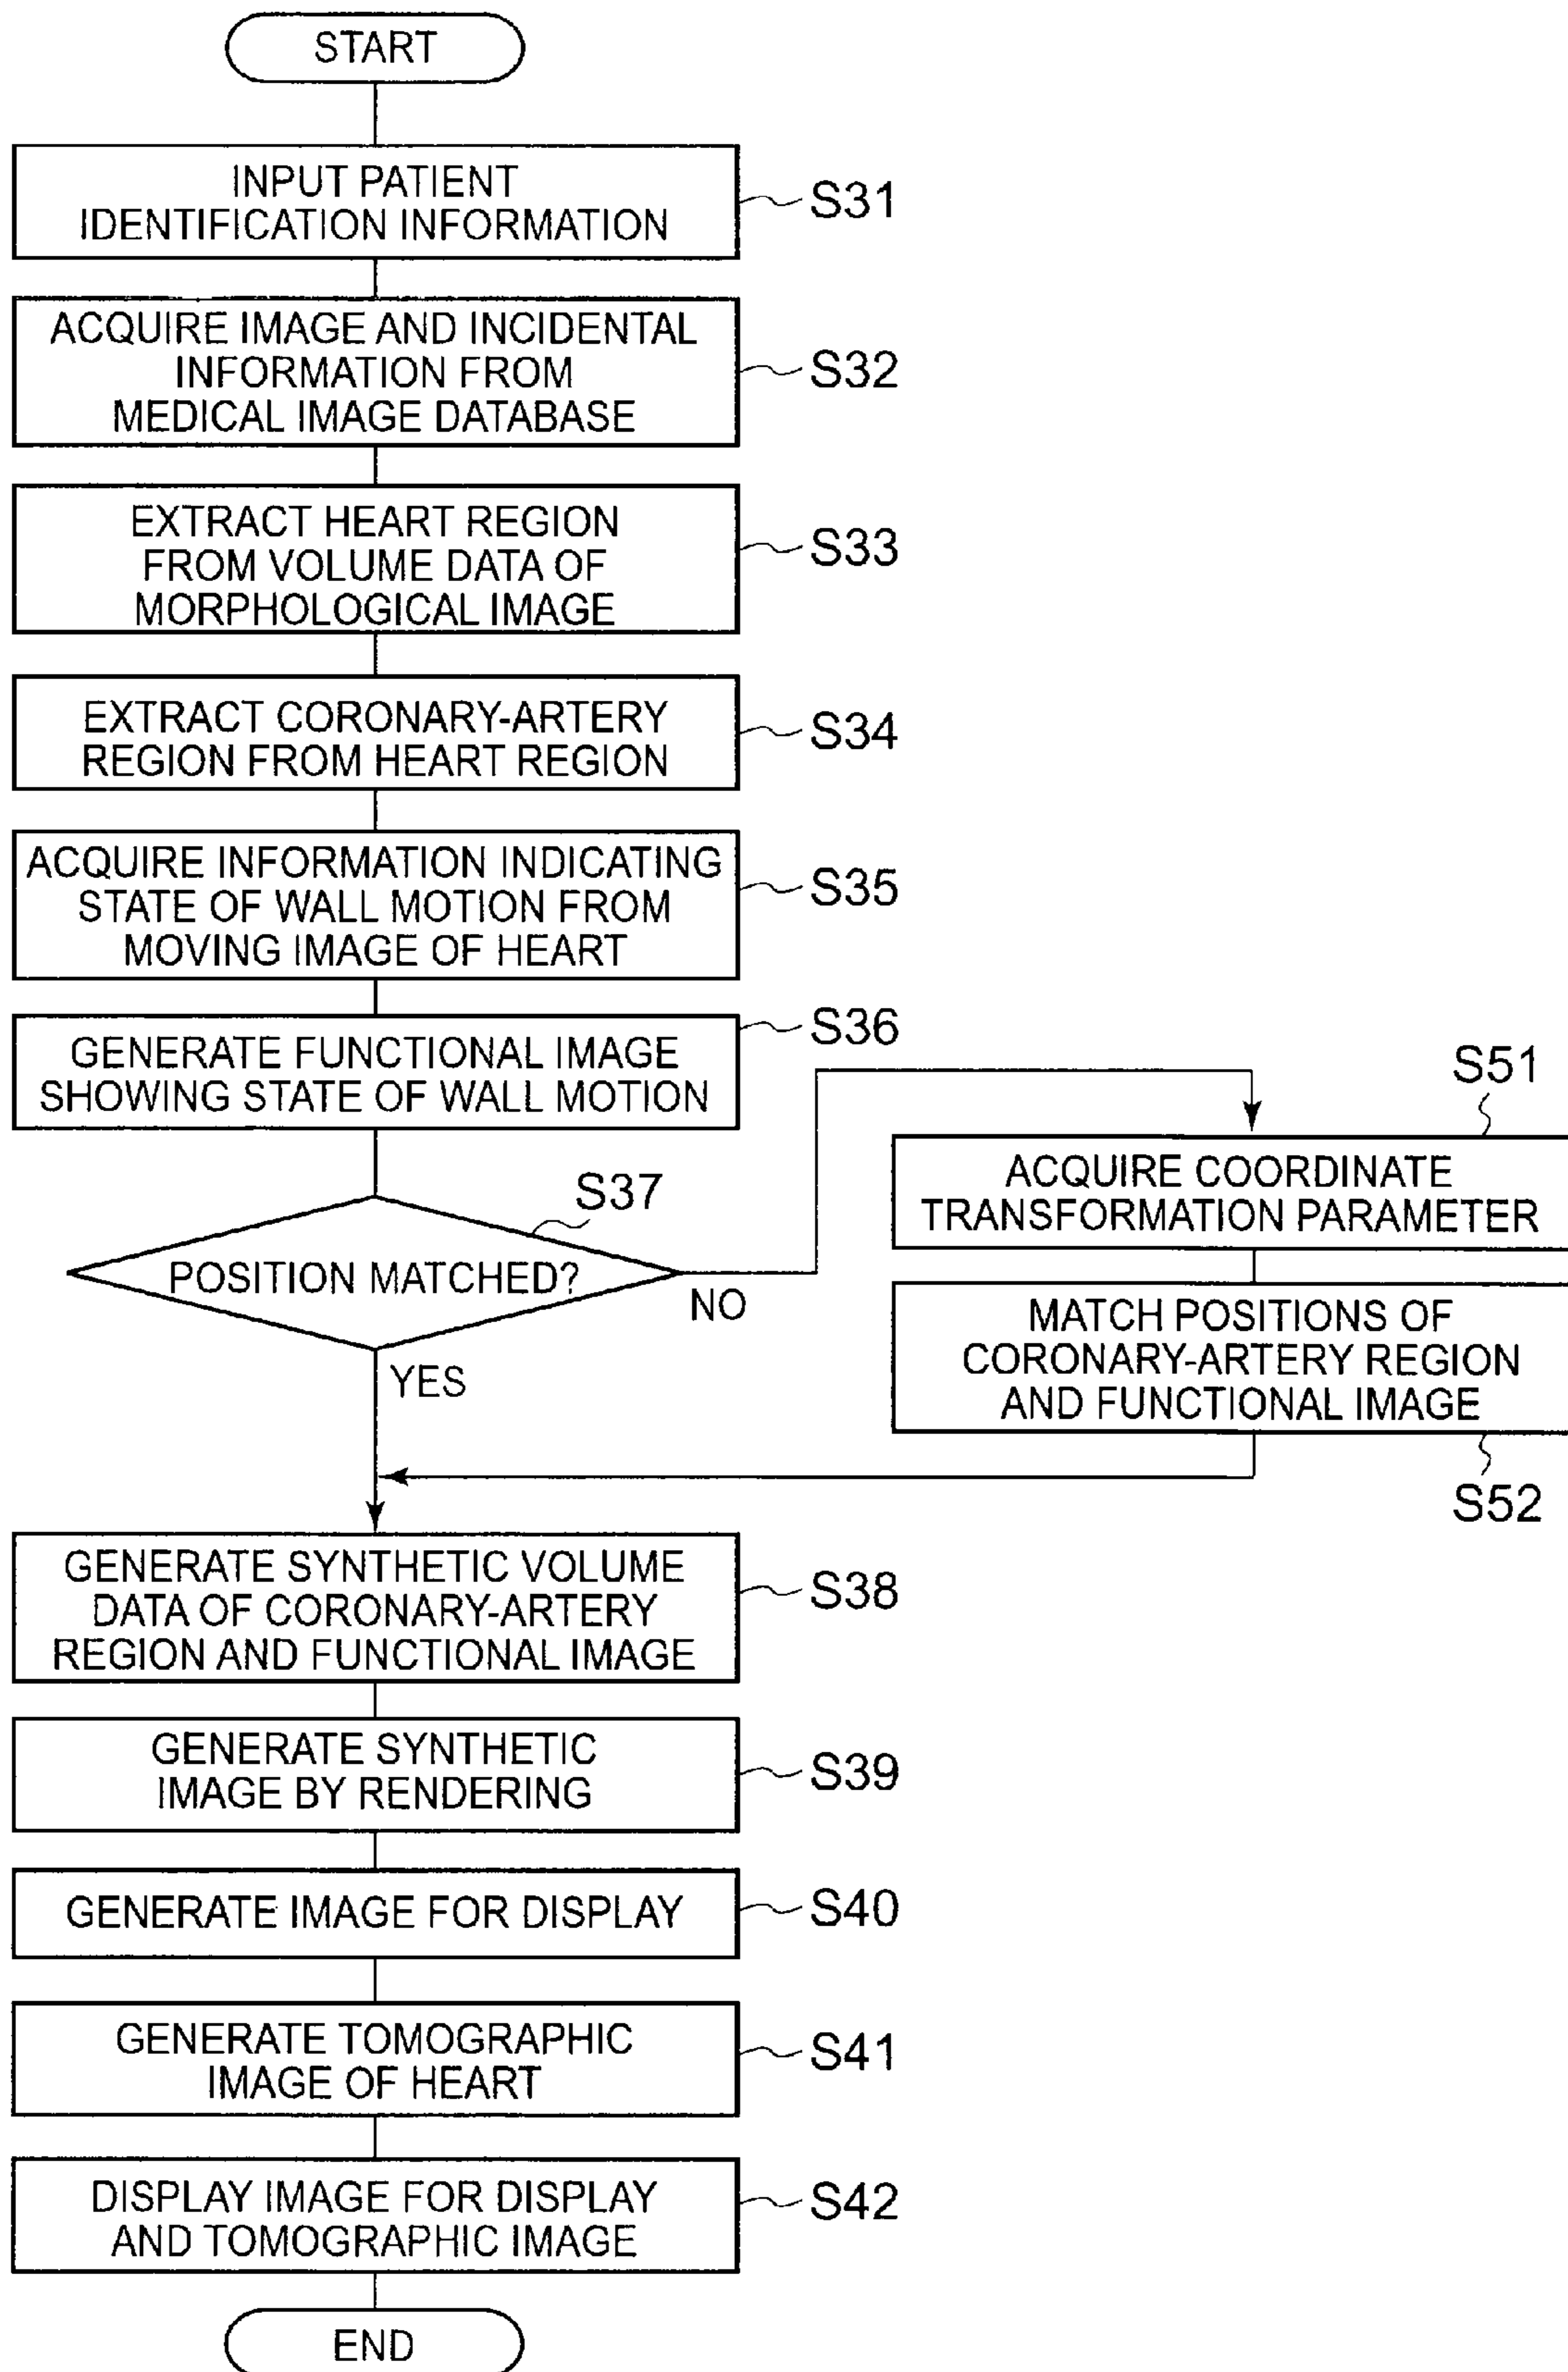 START
INPUT PATIENT
IDENTIFICATION INFORMATION
S31
ACQUIRE IMAGE AND INCIDENTAL
INFORMATION FROM
MEDICAL IMAGE DATABASE
S32
EXTRACT HEART REGION
FROM VOLUME DATA OF
MORPHOLOGICAL IMAGE
S33
EXTRACT CORONARY-ARTERY
REGION FROM HEART REGION
S34
ACQUIRE INFORMATION INDICATING
STATE OF WALL MOTION FROM
MOVING IMAGE OF HEART
S35
GENERATE FUNCTIONAL IMAGE
SHOWING STATE OF WALL MOTION
S36
POSITION MATCHED?
S37
NO
YES
S51
ACQUIRE COORDINATE
TRANSFORMATION PARAMETER
MATCH POSITIONS OF
CORONARY-ARTERY REGION
AND FUNCTIONAL IMAGE
S52
GENERATE SYNTHETIC VOLUME
DATA OF CORONARY-ARTERY
REGION AND FUNCTIONAL IMAGE
S38
GENERATE SYNTHETIC
IMAGE BY RENDERING
S39
GENERATE IMAGE FOR DISPLAY
S40
GENERATE TOMOGRAPHIC
IMAGE OF HEART
S41
DISPLAY IMAGE FOR DISPLAY
AND TOMOGRAPHIC IMAGE
S42
END